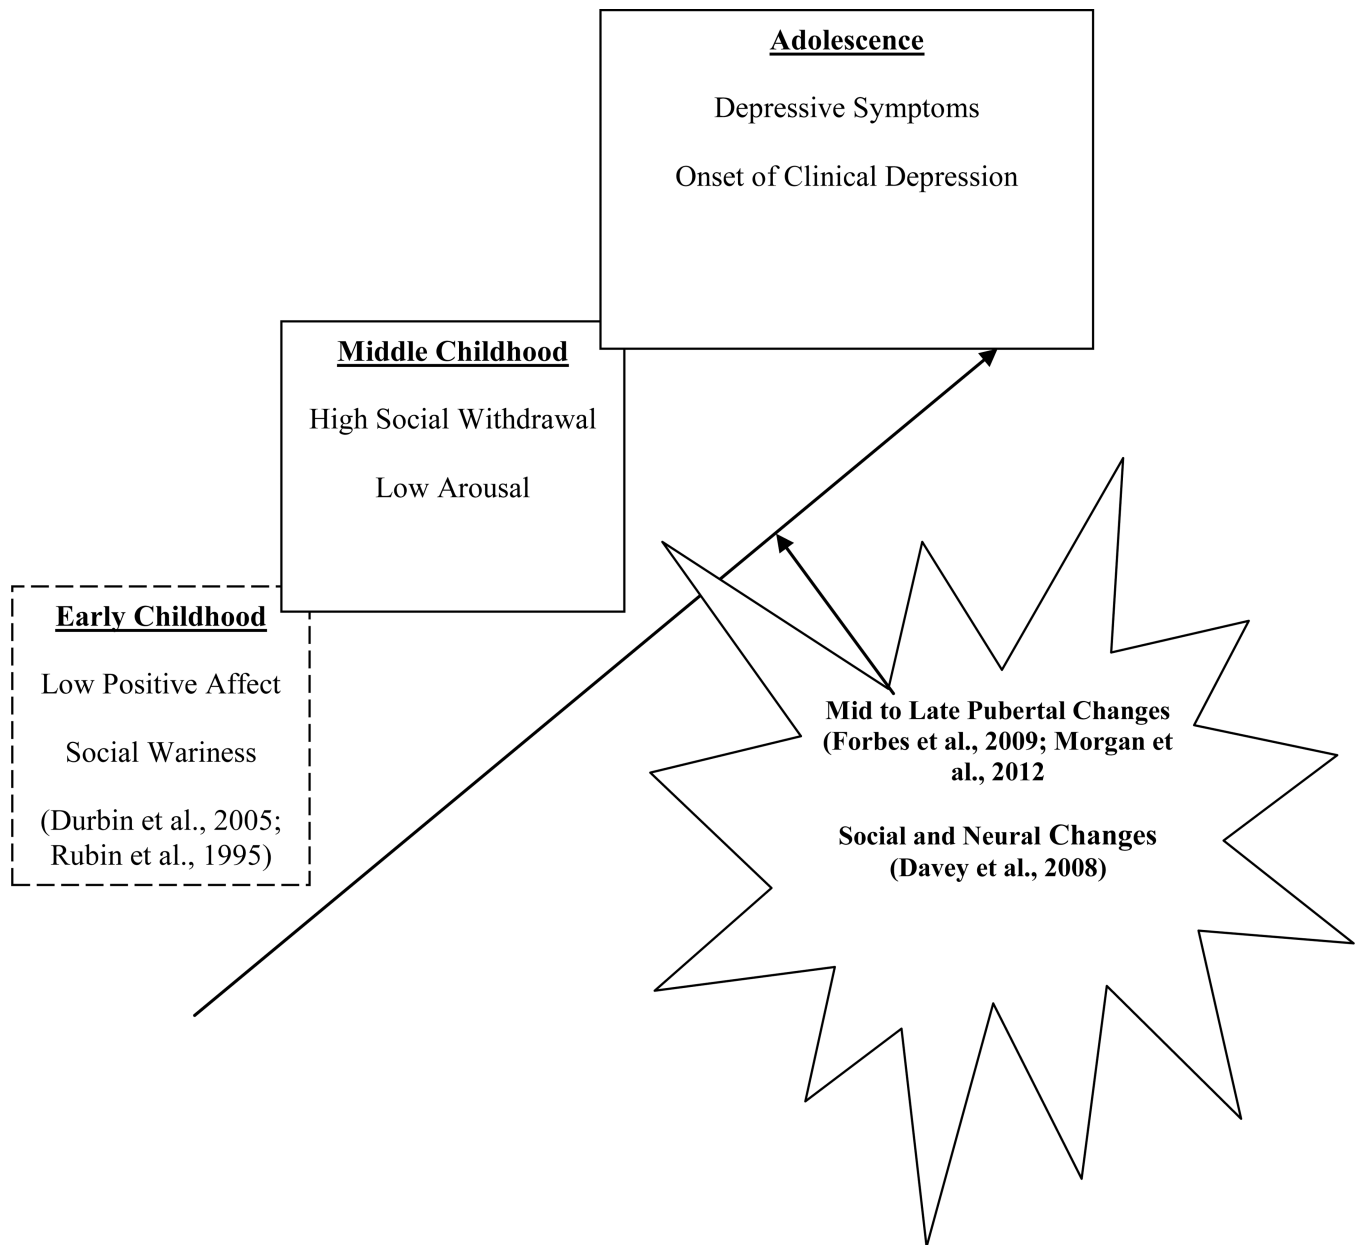 Adolescence
Depressive Symptoms
Onset of Clinical Depression
Middle Childhood
High Social Withdrawal
Low Arousal
Early Childhood
Low Positive Affect
Social Wariness
(Durbin et al., 2005;
Rubin et al., 1995)
Mid to Late Pubertal Changes
(Forbes et al., 2009; Morgan et
al., 2012
Social and Neural Changes
(Davey et al., 2008)